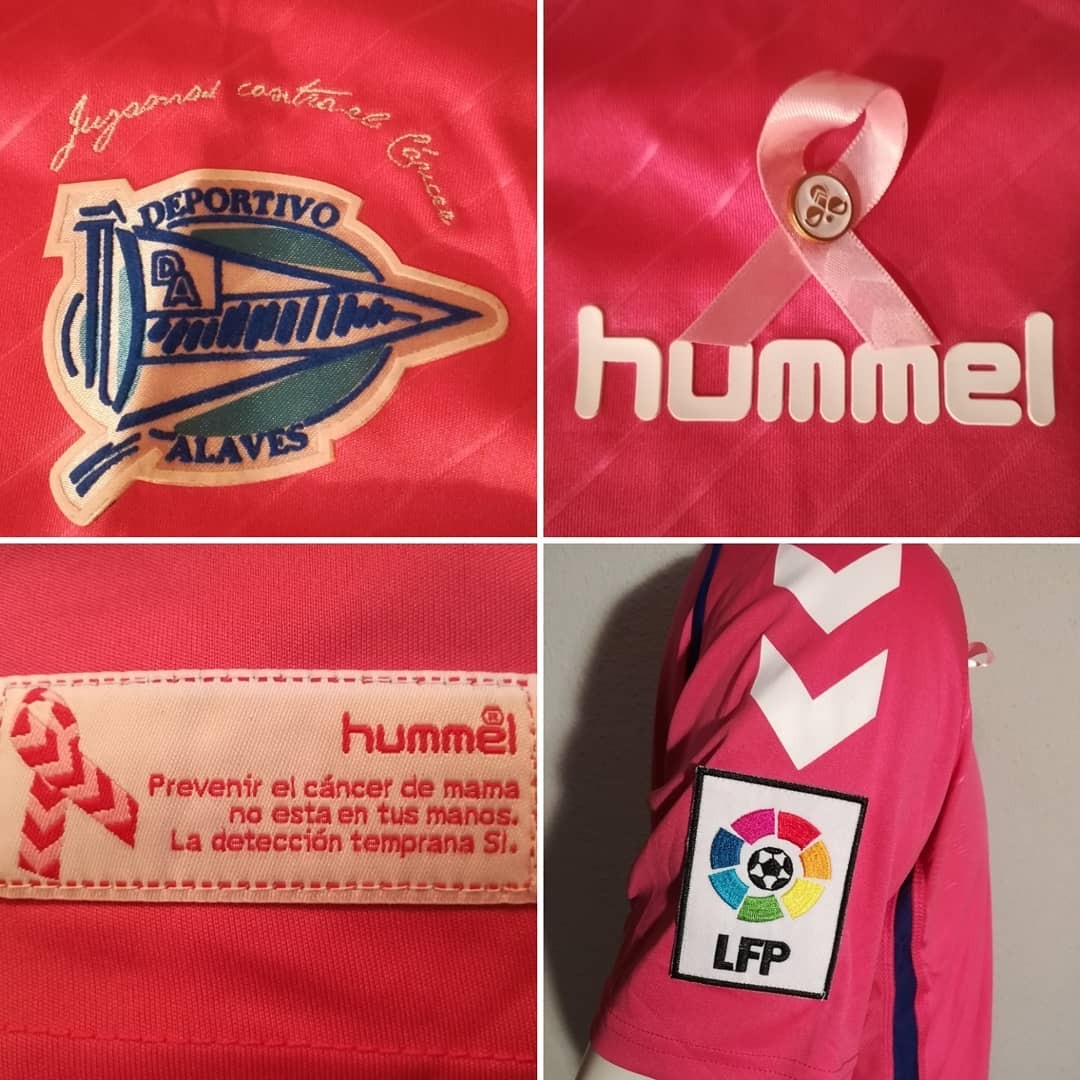 Jugamos contra el Cáncer
DEPORTIVO
DA
ALAVES
hummel
hummel®
Prevenir el cáncer de mama
no esta en tus manos.
La detección temprana SI.
LFP